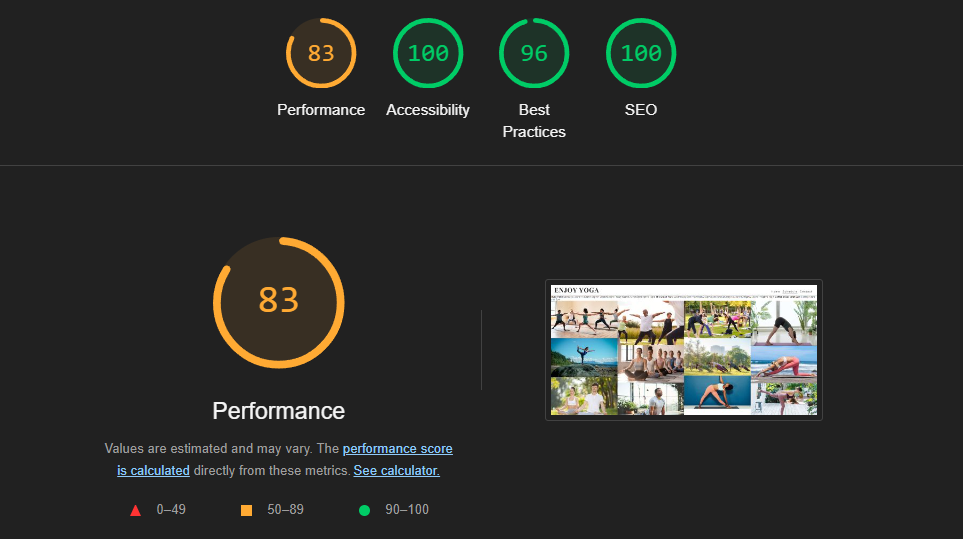 83
100
96
100
Performance
Accessibility
Best
Practices
SEO
83
Performance
Values are estimated and may vary. The performance score
is calculated directly from these metrics. See calculator.
0–49
50–89
90–100
ENJOY YOGA